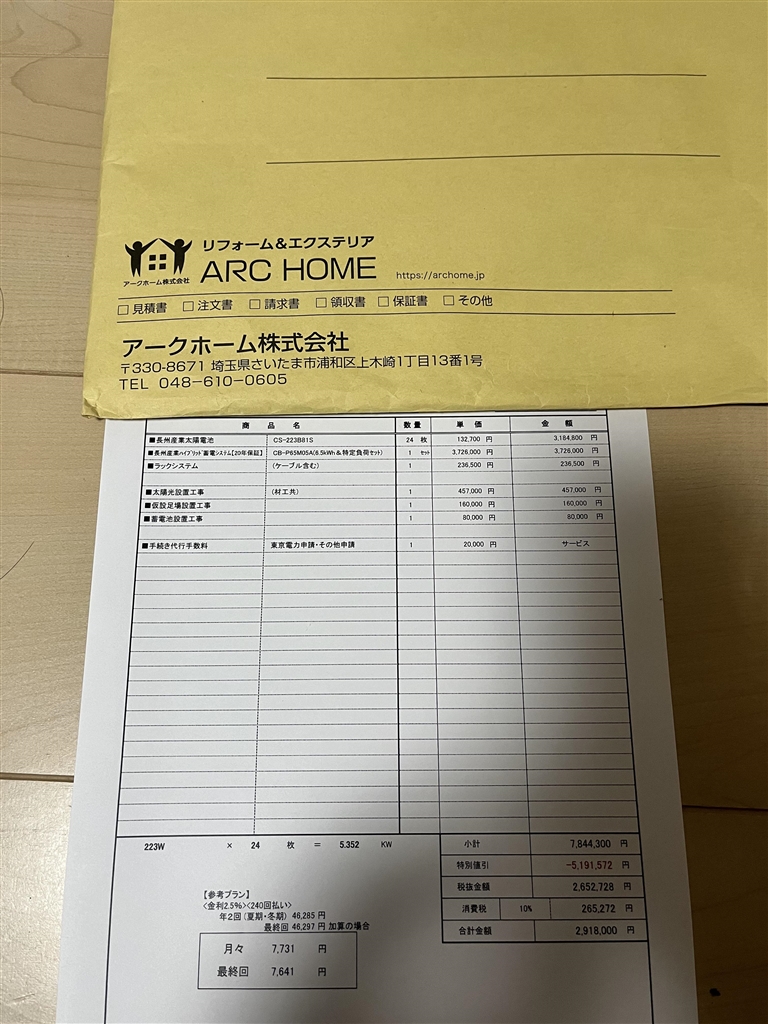 リフォーム&エクステリア
アークホーム株式会社
ARC HOME https://archome.jp
□見積書 □注文書 □請求書 □領収書 □保証書 □その他
アークホーム株式会社
〒330-8671 埼玉県さいたま市浦和区上木崎1丁目13番1号
TEL 048-610-0605
商品名 数量 単価 金額
■長州産業太陽電池 CS-223B81S 24 枚 132,700 円 3,184,800 円
■長州産業ハイブリッド蓄電システム【20年保証】 CB-P65M05A(6.5kWh&特定負荷セット) 1 セット 3,726,000 円 3,726,000 円
■ラックシステム (ケーブル含む) 1 236,500 円 236,500 円
■太陽光設置工事 (材工共) 1 457,000 円 457,000 円
■仮設足場設置工事 1 160,000 円 160,000 円
■蓄電池設置工事 1 80,000 円 80,000 円
■手続き代行手数料 東京電力申請・その他申請 1 20,000 円 サービス
223W × 24 枚 = 5.352 KW
小計 7,844,300 円
特別値引 -5,191,572 円
税抜金額 2,652,728 円
消費税 10% 265,272 円
合計金額 2,918,000 円
【参考プラン】
<金利2.5%><240回払い>
年2回(夏期・冬期) 46,285 円
最終回 46,297 円 加算の場合
月々 7,731 円
最終回 7,641 円